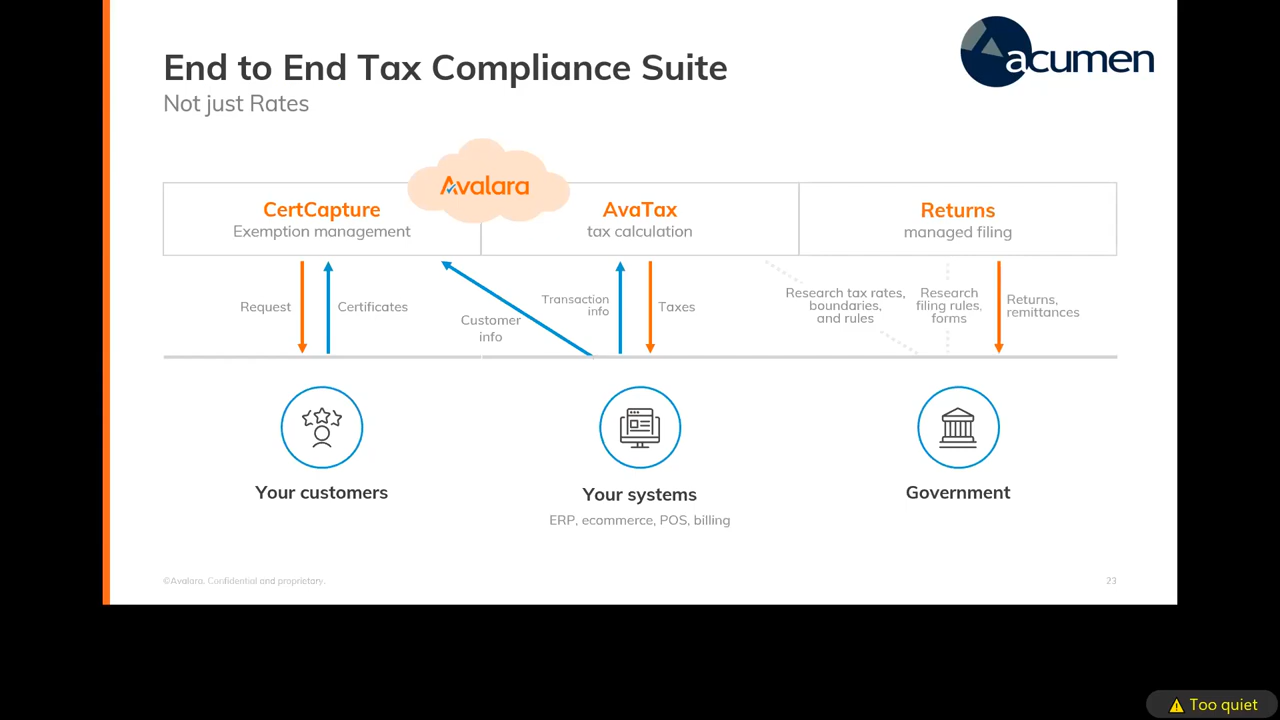 acumen
End to End Tax Compliance Suite
Not just Rates
Avalara
CertCapture
Exemption management
AvaTax
tax calculation
Returns
managed filing
Request
Certificates
Customer
info
Transaction
info
Taxes
Research tax rates,
boundaries,
and rules
Research
filing rules,
forms
Returns,
remittances
Your customers
Your systems
ERP, ecommerce, POS, billing
Government
©Avalara. Confidential and proprietary.
23
Too quiet